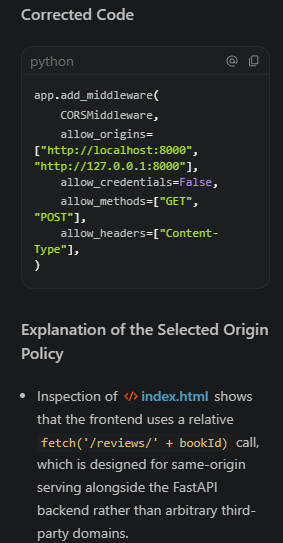 Corrected Code
python
app.add_middleware(
    CORSMiddleware,
    allow_origins=
["http://localhost:8000",
"http://127.0.0.1:8000"],
    allow_credentials=False,
    allow_methods=["GET",
"POST"],
    allow_headers=["Content-
Type"],
)
Explanation of the Selected Origin
Policy
• Inspection of </> index.html shows
that the frontend uses a relative
fetch('/reviews/' + bookId) call,
which is designed for same-origin
serving alongside the FastAPI
backend rather than arbitrary third-
party domains.